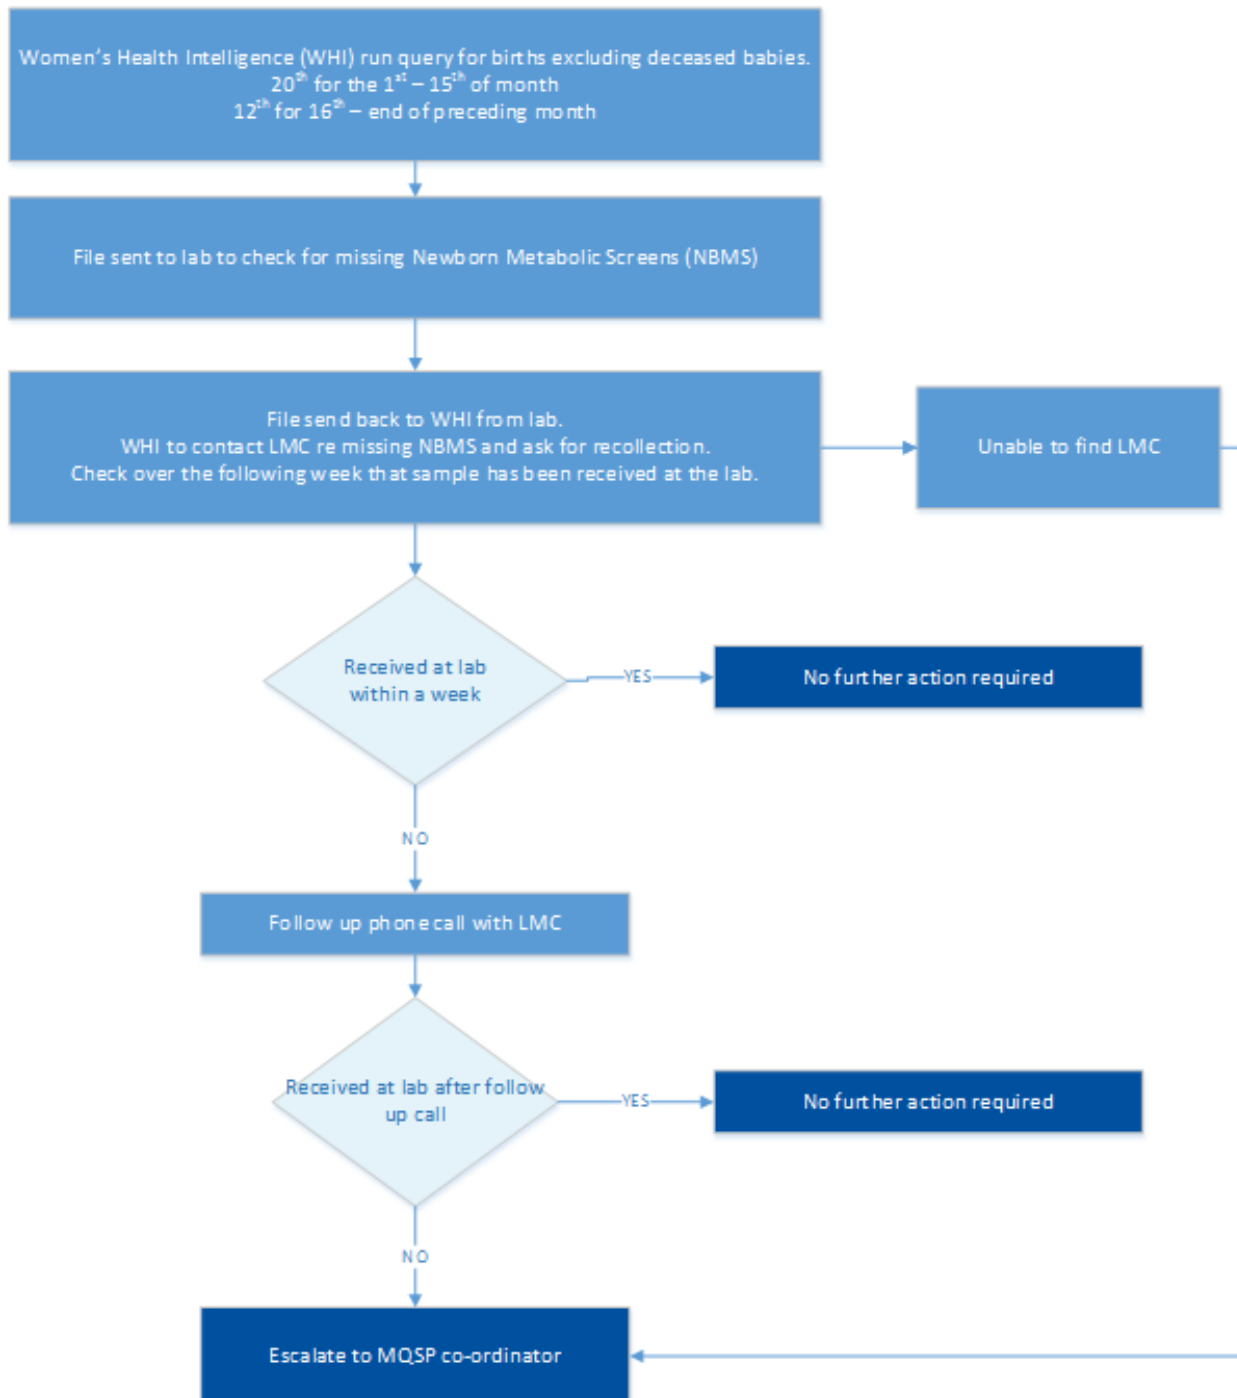 Women's Health Intelligence (WHI) run query for births excluding deceased babies.
20th for the 1st – 15th of month
12th for 16th – end of preceding month
File sent to lab to check for missing Newborn Metabolic Screens (NBMS)
File send back to WHI from lab.
WHI to contact LMC re missing NBMS and ask for recollection.
Check over the following week that sample has been received at the lab.
Unable to find LMC
Received at lab
within a week
YES
No further action required
NO
Follow up phone call with LMC
Received at lab after follow
up call
YES
No further action required
NO
Escalate to MQSP co-ordinator